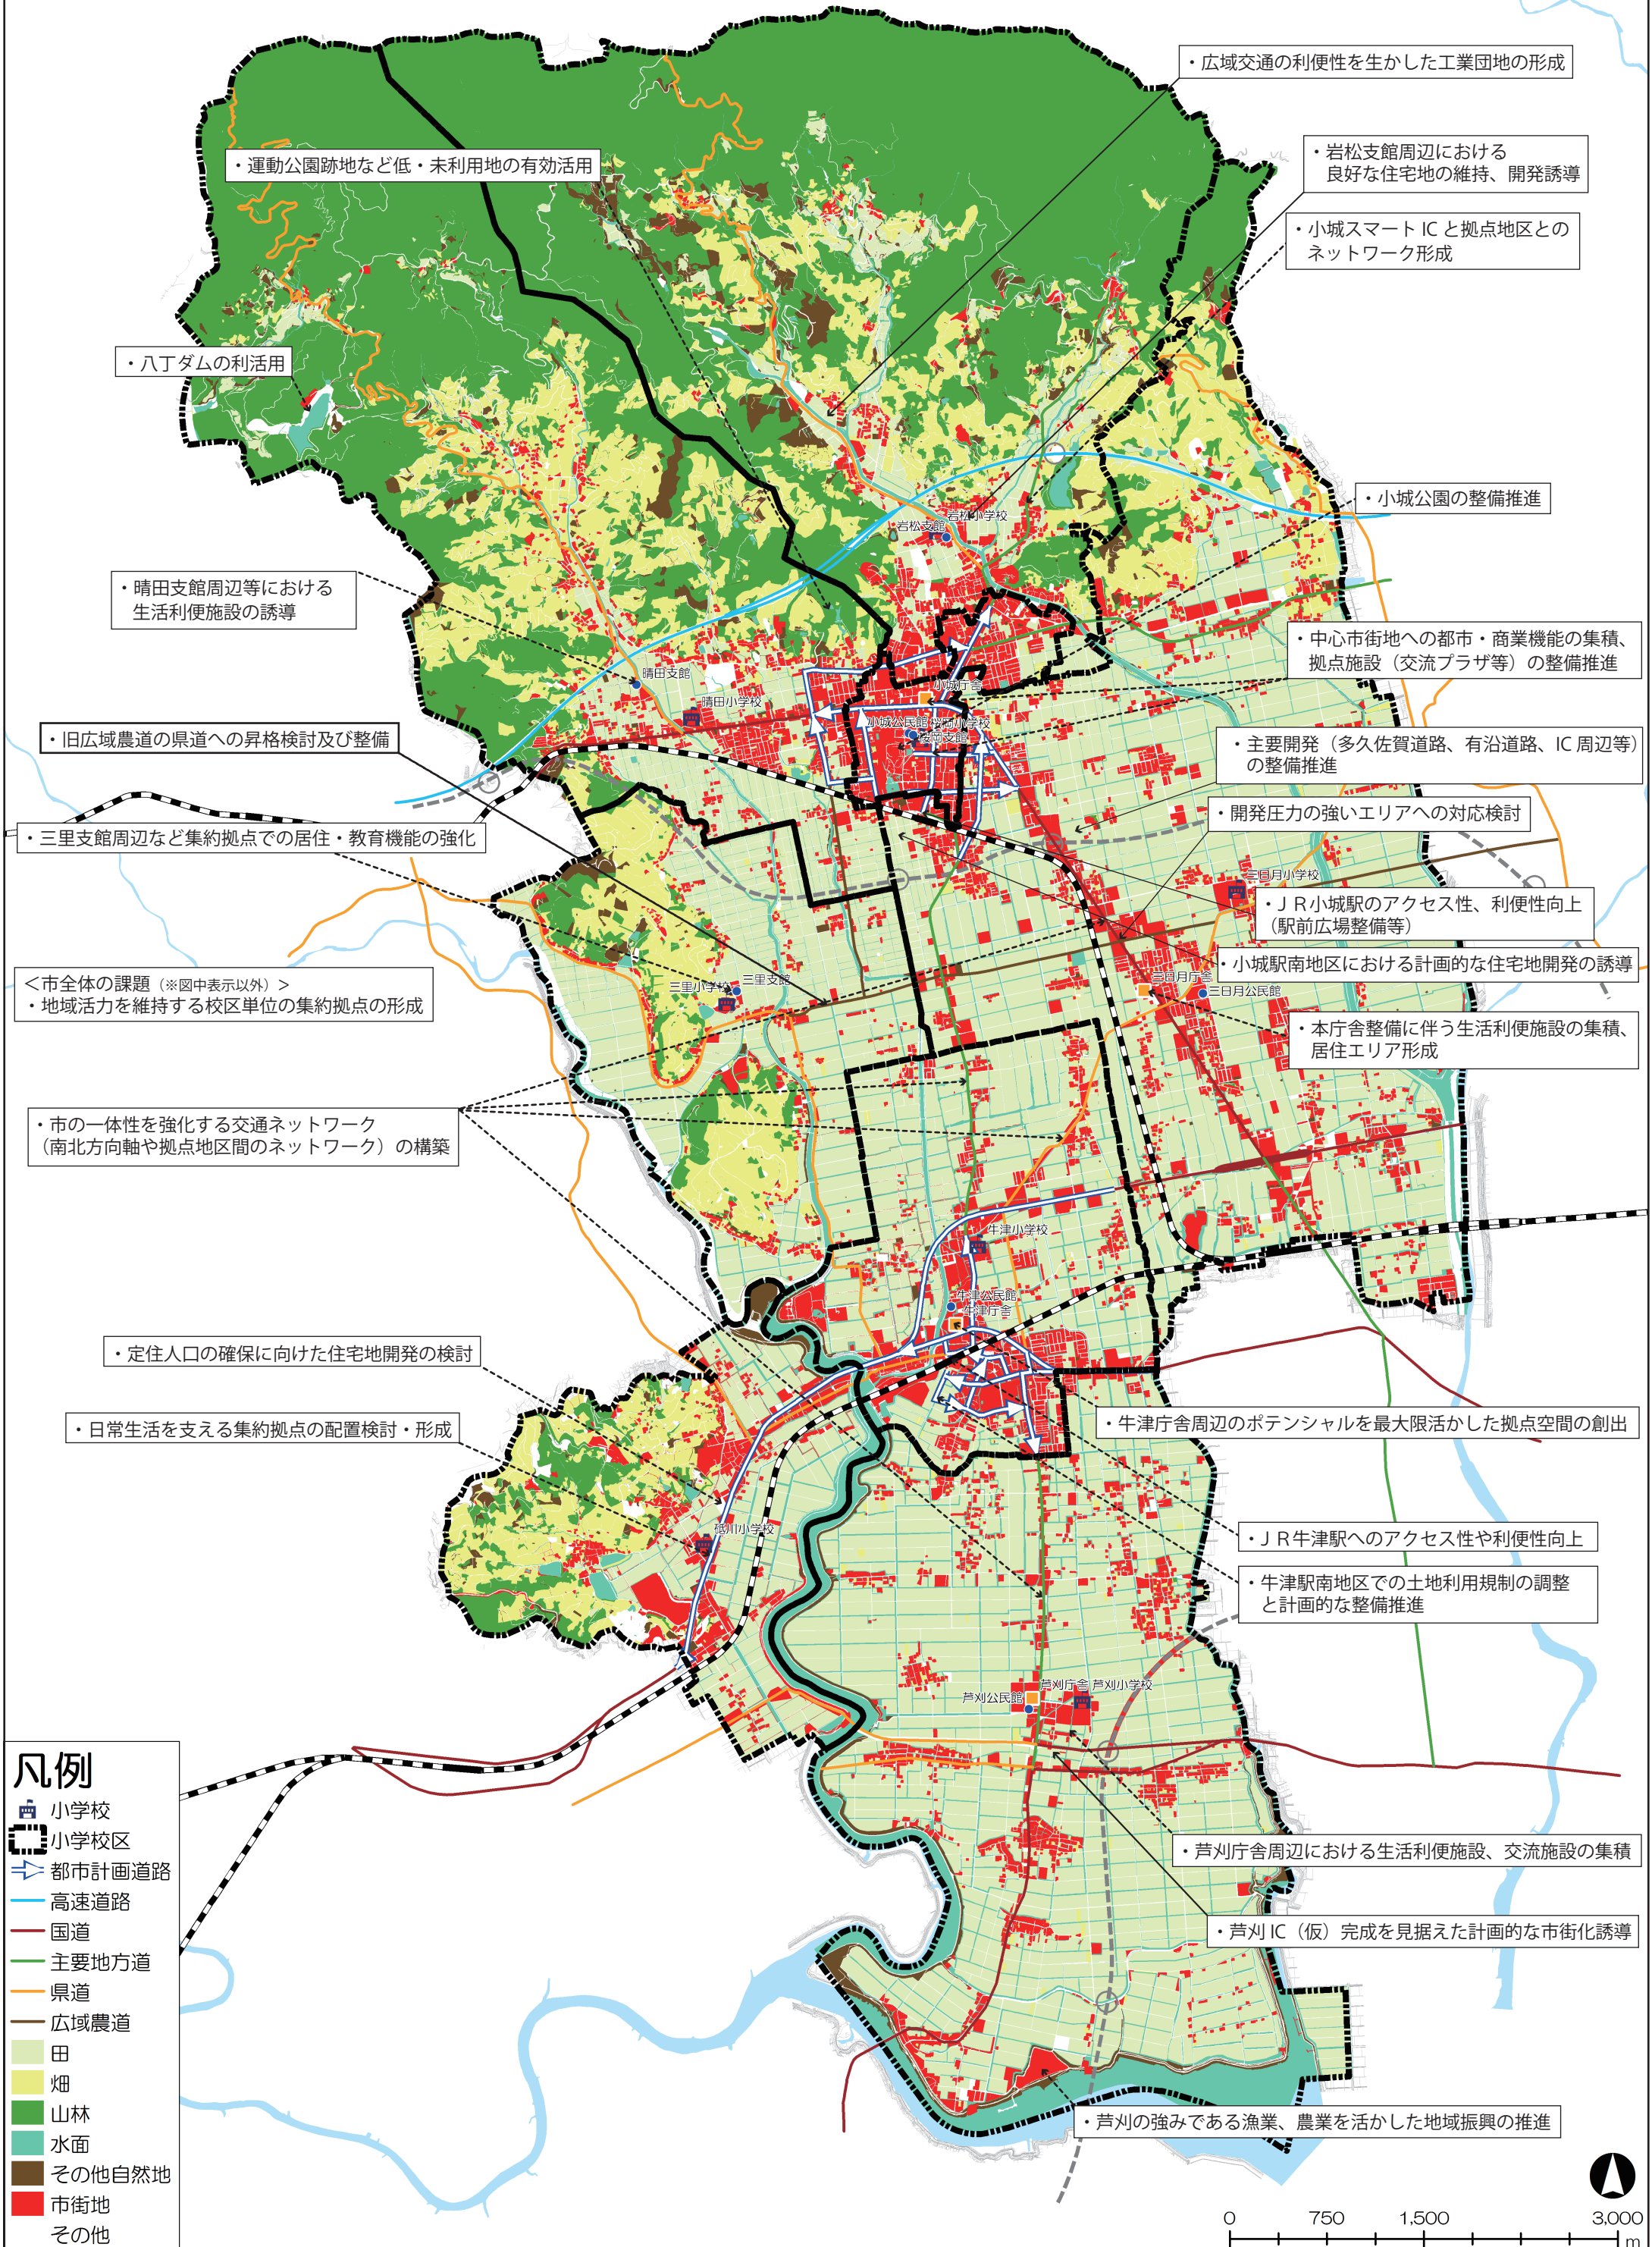 ・広域交通の利便性を生かした工業団地の形成
・岩松支館周辺における
良好な住宅地の維持、開発誘導
・運動公園跡地など低・未利用地の有効活用
・小城スマート IC と拠点地区との
ネットワーク形成
・八丁ダムの利活用
・小城公園の整備推進
岩松小学校
岩松支館
・晴田支館周辺等における
生活利便施設の誘導
・中心市街地への都市・商業機能の集積、
拠点施設（交流プラザ等）の整備推進
晴田支館
小城庁舎
晴田小学校
小城公民館
桜岡小学校
桜岡支館
・旧広域農道の県道への昇格検討及び整備
・主要開発（多久佐賀道路、有沿道路、IC 周辺等）
の整備推進
・開発圧力の強いエリアへの対応検討
・三里支館周辺など集約拠点での居住・教育機能の強化
三日月小学校
・ＪＲ小城駅のアクセス性、利便性向上
（駅前広場整備等）
・小城駅南地区における計画的な住宅地開発の誘導
＜市全体の課題（※図中表示以外）＞
・地域活力を維持する校区単位の集約拠点の形成
三里小学校
三里支館
三日月庁舎
三日月公民館
・本庁舎整備に伴う生活利便施設の集積、
居住エリア形成
・市の一体性を強化する交通ネットワーク
（南北方向軸や拠点地区間のネットワーク）の構築
牛津小学校
牛津公民館
牛津庁舎
・定住人口の確保に向けた住宅地開発の検討
・日常生活を支える集約拠点の配置検討・形成
・牛津庁舎周辺のポテンシャルを最大限活かした拠点空間の創出
砥川小学校
・ＪＲ牛津駅へのアクセス性や利便性向上
・牛津駅南地区での土地利用規制の調整
と計画的な整備推進
芦刈公民館
芦刈庁舎
芦刈小学校
・芦刈庁舎周辺における生活利便施設、交流施設の集積
・芦刈 IC（仮）完成を見据えた計画的な市街化誘導
・芦刈の強みである漁業、農業を活かした地域振興の推進
凡例
小学校
小学校区
都市計画道路
高速道路
国道
主要地方道
県道
広域農道
田
畑
山林
水面
その他自然地
市街地
その他
0 750 1,500 3,000
m